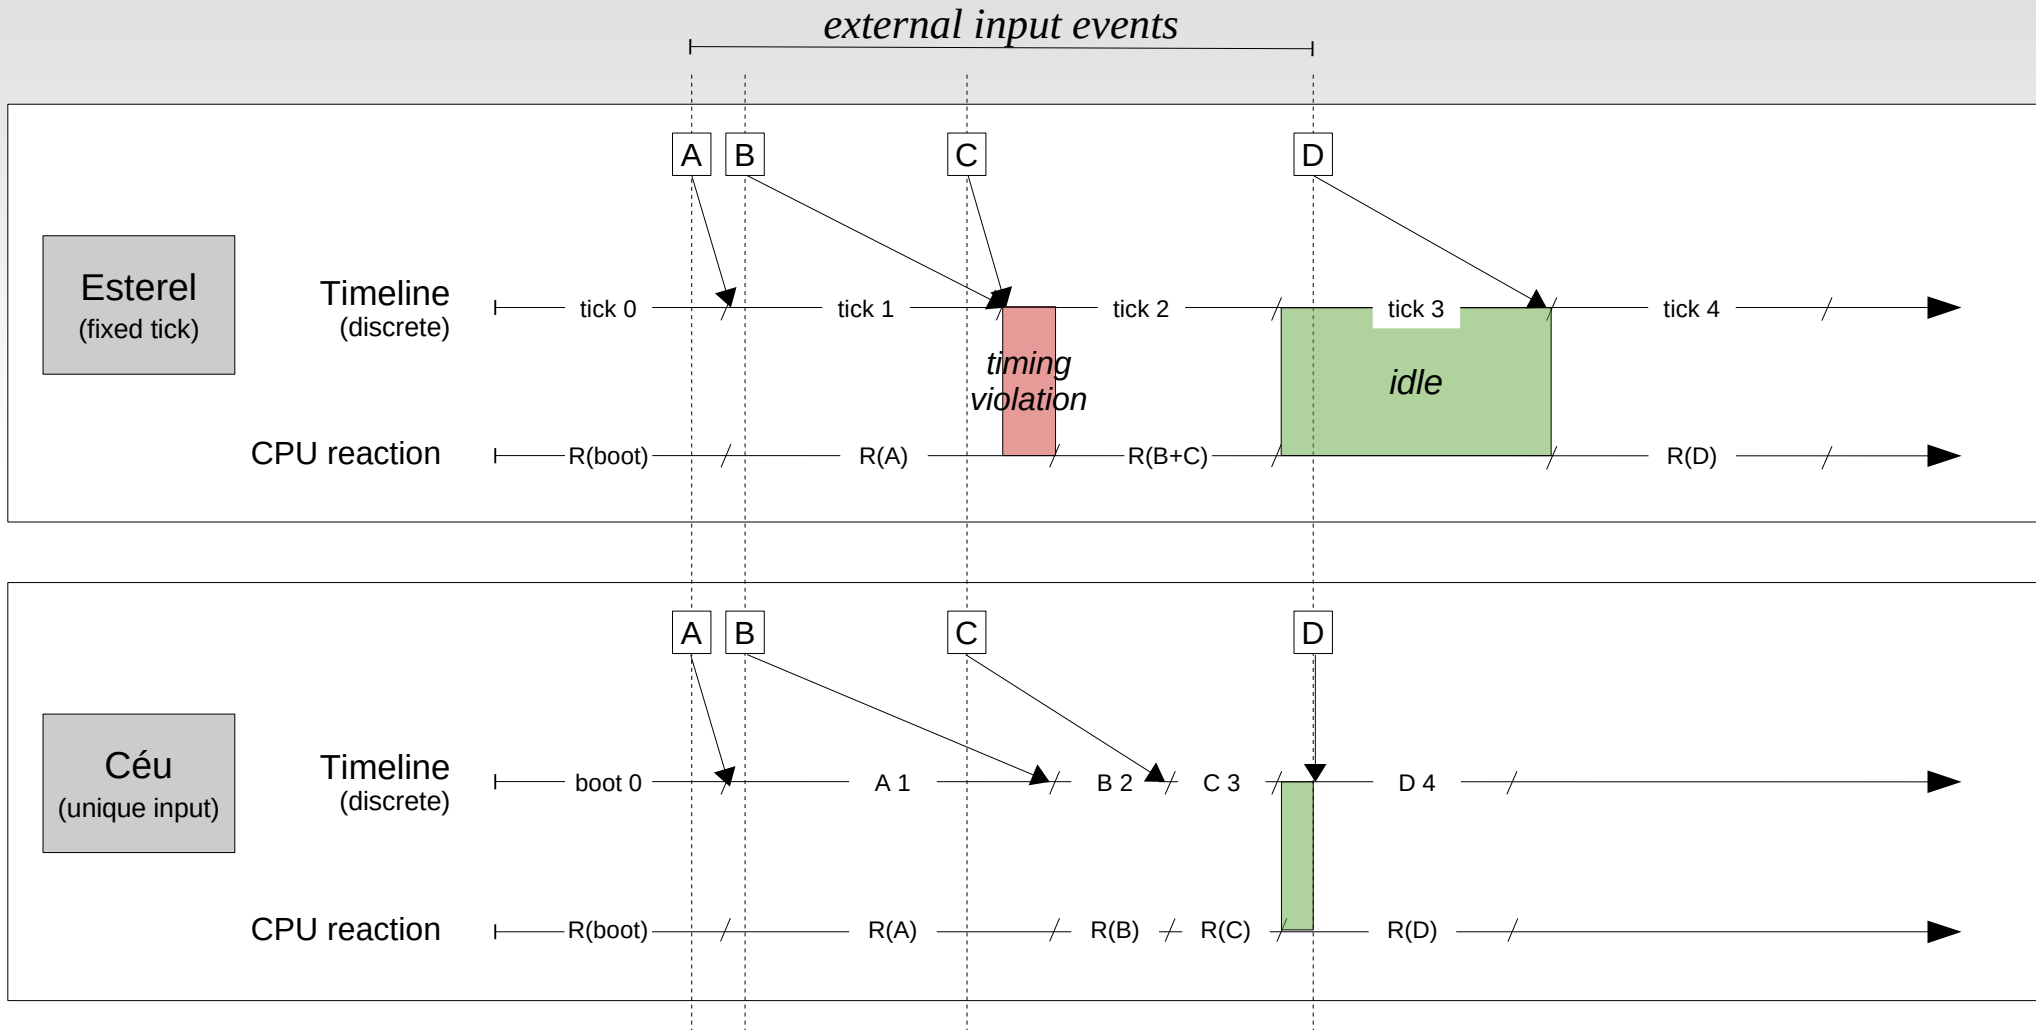 external input events
A B C D
Esterel
(fixed tick)
Timeline
(discrete)
tick 0 tick 1 tick 2 tick 3 tick 4
timing
violation
idle
CPU reaction
R(boot) R(A) R(B+C) R(D)
A B C D
Céu
(unique input)
Timeline
(discrete)
boot 0 A 1 B 2 C 3 D 4
CPU reaction
R(boot) R(A) R(B) R(C) R(D)